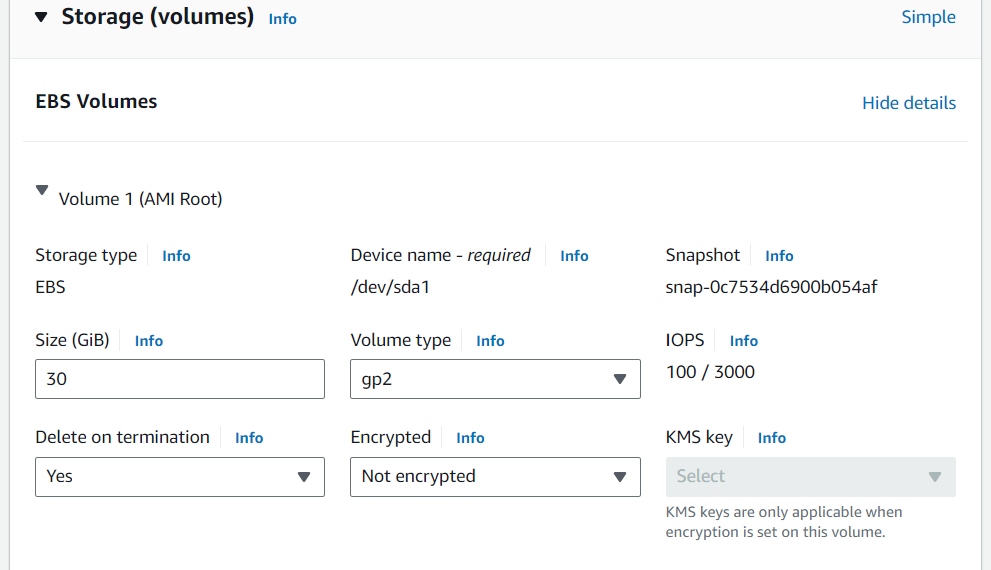 Storage (volumes) Info Simple
EBS Volumes Hide details
Volume 1 (AMI Root)
Storage type Info Device name - required Info Snapshot Info
EBS /dev/sda1 snap-0c7534d6900b054af
Size (GiB) Info Volume type Info IOPS Info
30 gp2 100 / 3000
Delete on termination Info Encrypted Info KMS key Info
Yes Not encrypted Select
KMS keys are only applicable when
encryption is set on this volume.